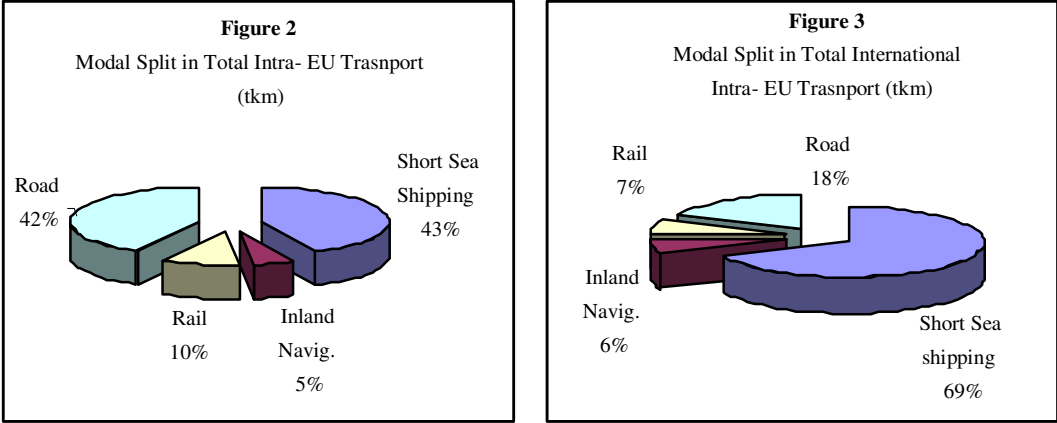 Figure 2
Modal Split in Total Intra- EU Trasnport
(tkm)
Road
42%
Short Sea
Shipping
43%
Rail
10%
Inland
Navig.
5%
Figure 3
Modal Split in Total International
Intra- EU Trasnport (tkm)
Rail
7%
Road
18%
Inland
Navig.
6%
Short Sea
shipping
69%